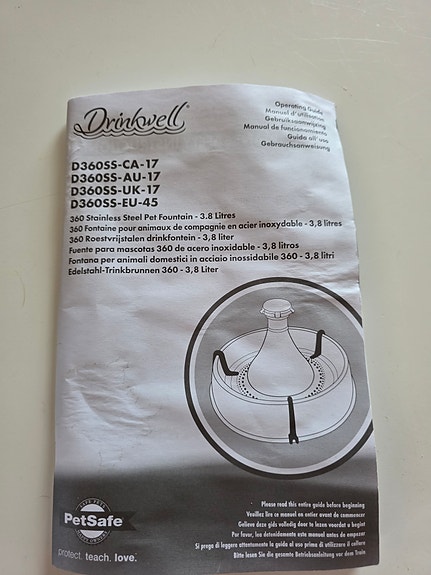 Drinkwell®
Operating Guide
Manuel d'utilisation
Gebruiksaanwijzing
Manual de funcionamiento
Guida all'uso
Gebrauchsanweisung
D360SS-CA-17
D360SS-AU-17
D360SS-UK-17
D360SS-EU-45
360 Stainless Steel Pet Fountain - 3.8 Litres
360 Fontaine pour animaux de compagnie en acier inoxydable - 3,8 litres
360 Roestvrijstalen drinkfontein - 3,8 liter
Fuente para mascotas 360 de acero inoxidable - 3,8 litros
Fontana per animali domestici in acciaio inossidabile 360 - 3,8 litri
Edelstahl-Trinkbrunnen 360 - 3,8 Liter
PetSafe®
protect. teach. love.
Please read this entire guide before beginning
Veuillez lire ce manuel en entier avant de commencer
Gelieve deze gids volledig door te lezen voordat u begint
Por favor, lea detenidamente este manual antes de empezar
Si prega di leggere attentamente la guida al uso prima di utilizzare il collare
Bitte lesen Sie die gesamte Betriebsanleitung vor dem Train